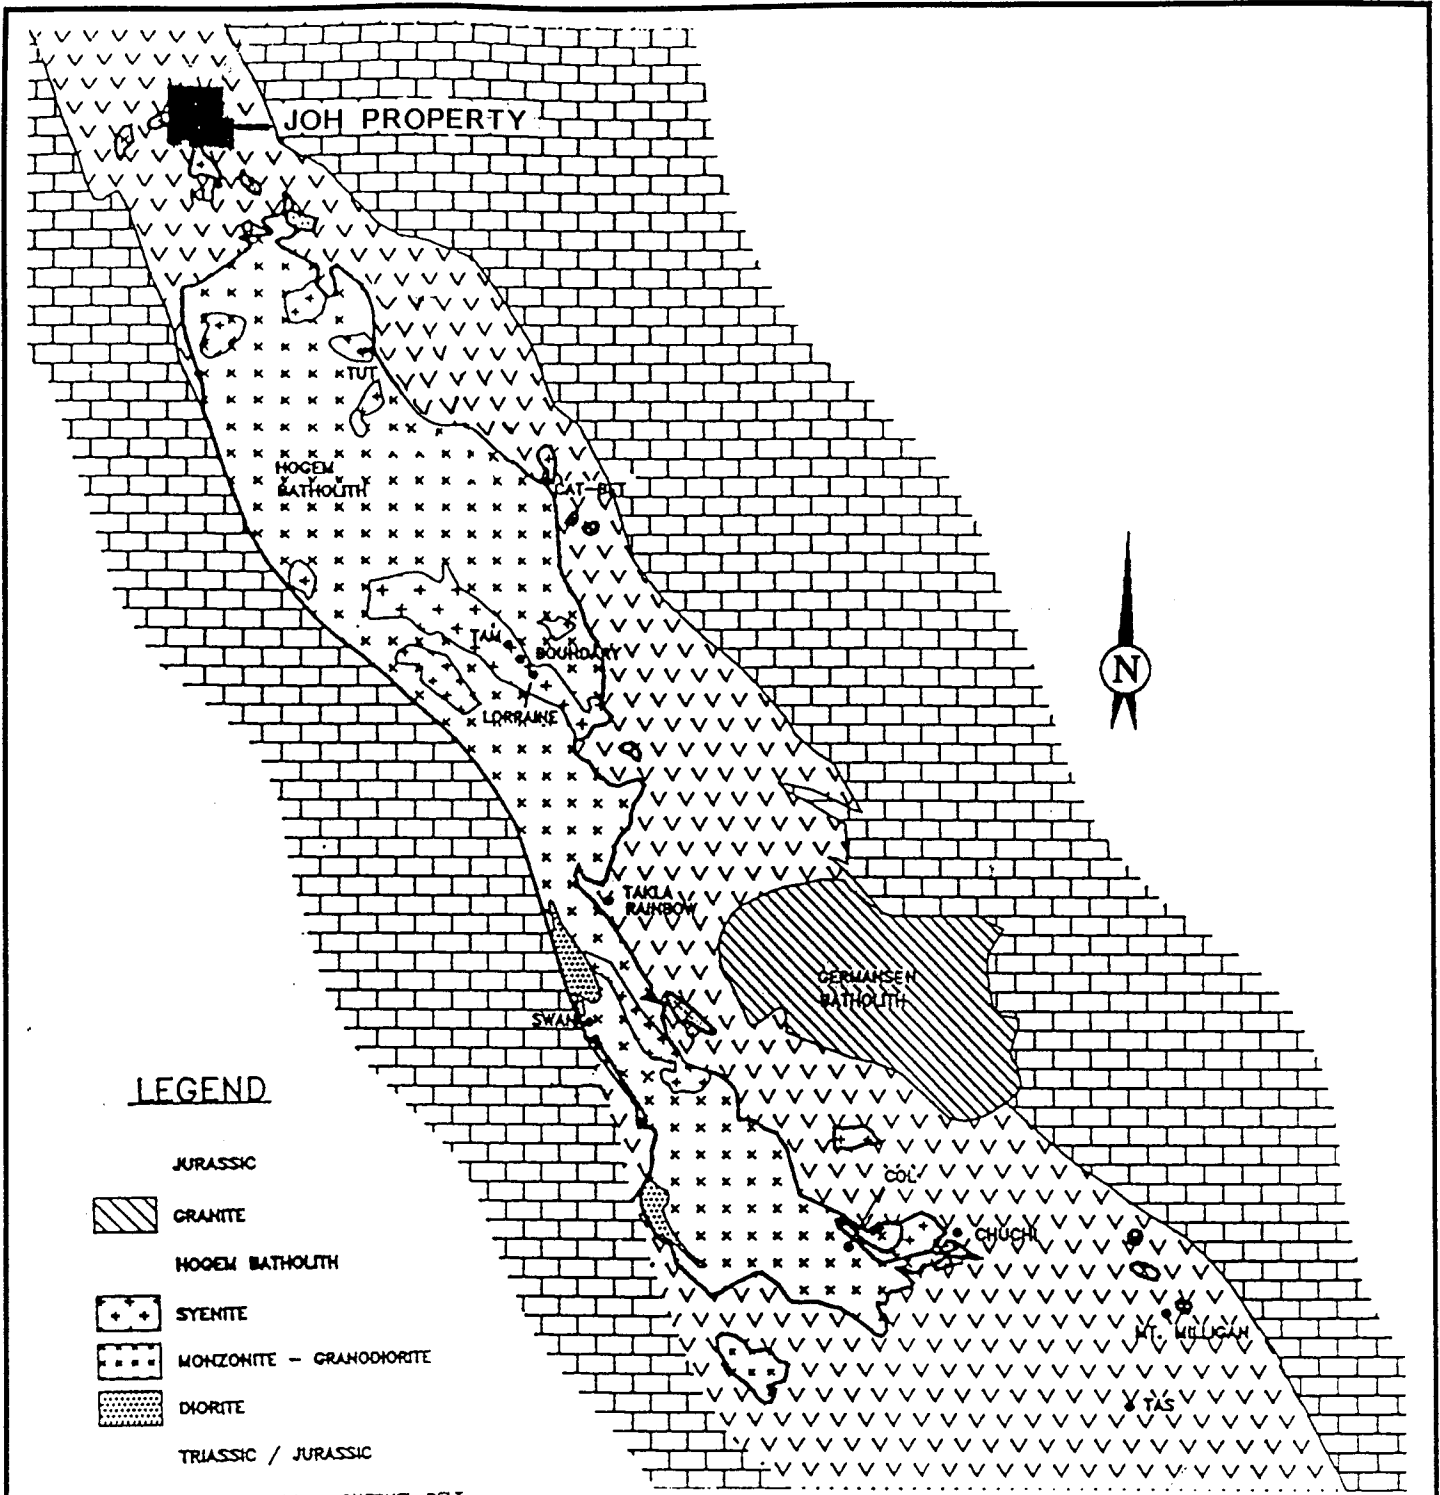 JOH PROPERTY
TUT
HOGEM
BATHOLITH
CAT-BET
TAM
BOUNDARY
LORRAINE
N
TAKLA
RAINBOW
GERMANSEN
BATHOLITH
SWAN
COL
CHUCHI
MT. MILLIGAN
TAS
LEGEND
JURASSIC
GRANITE
HOGEM BATHOLITH
SYENITE
MONZONITE - GRANODIORITE
DIORITE
TRIASSIC / JURASSIC
BELT